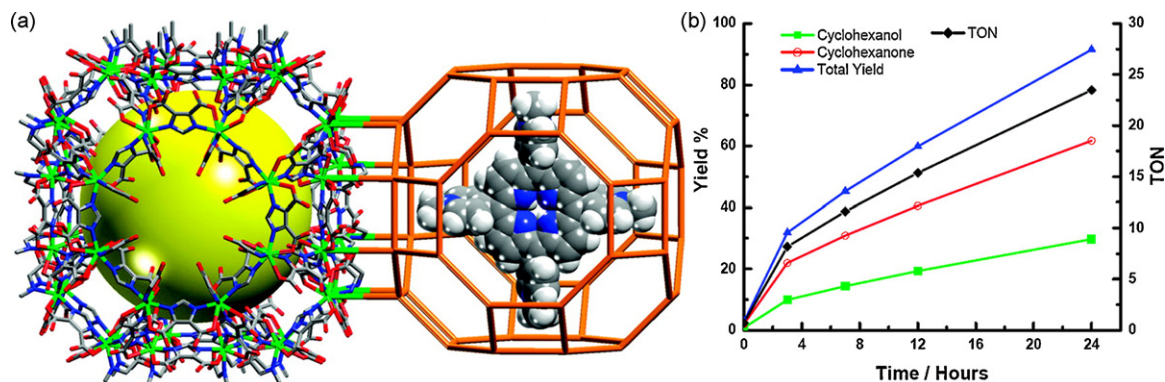 (a)
(b)
Cyclohexanol
Cyclohexanone
Total Yield
TON
100
80
60
40
20
0
Yield %
30
25
20
15
10
5
0
TON
0 4 8 12 16 20 24
Time / Hours